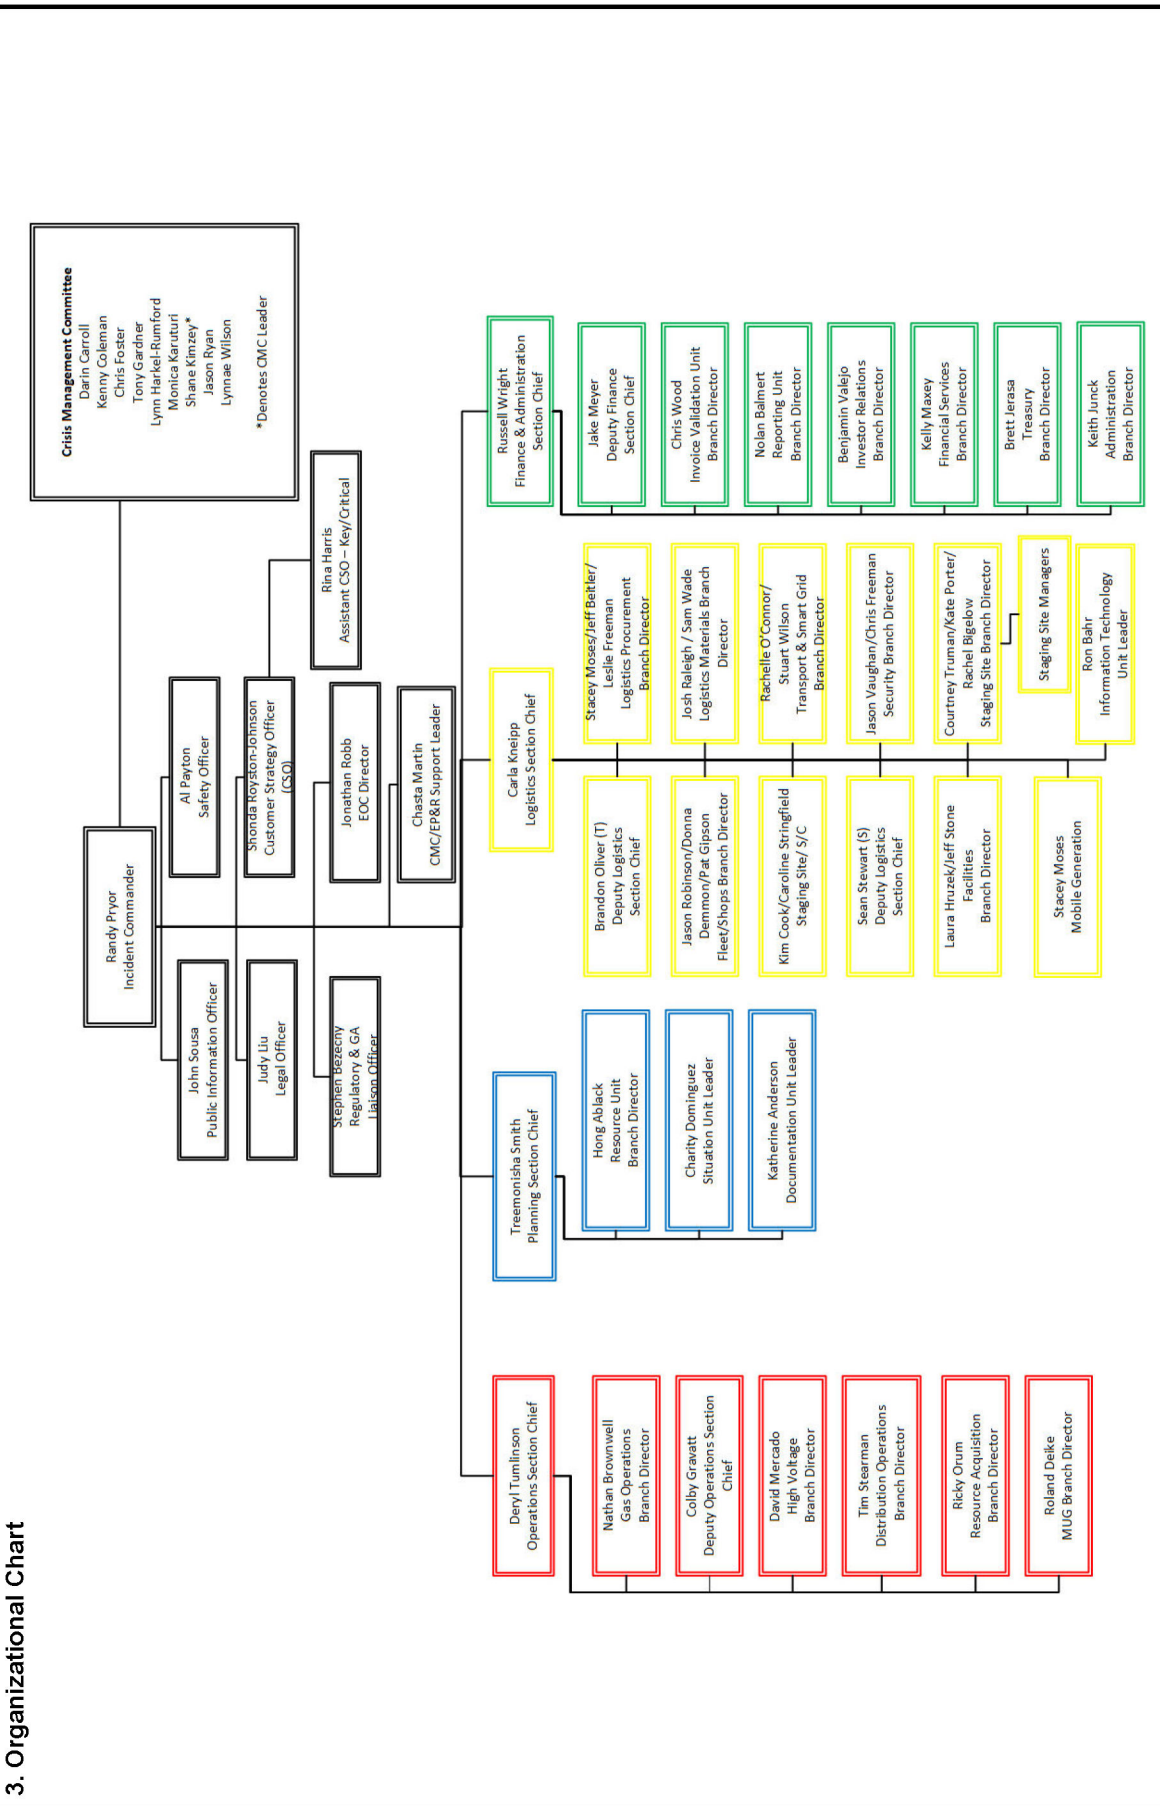 3. Organizational Chart
Crisis Management Committee
Darin Carroll
Kenny Coleman
Chris Foster
Tony Gardner
Lynn Harkel-Rumford
Monica Karuturi
Shane Kimzey*
Jason Ryan
Lynnae Wilson
*Denotes CMC Leader
Randy Pryor
Incident Commander
John Sousa
Public Information Officer
Al Payton
Safety Officer
Judy Liu
Legal Officer
Shonda Royston-Johnson
Customer Strategy Officer
(CSO)
Rina Harris
Assistant CSO – Key/Critical
Stephen Bezecny
Regulatory & GA
Liaison Officer
Jonathan Robb
EOC Director
Chasta Martin
CMC/EP&R Support Leader
Deryl Tumlinson
Operations Section Chief
Nathan Brownwell
Gas Operations
Branch Director
Colby Gravatt
Deputy Operations Section
Chief
David Mercado
High Voltage
Branch Director
Tim Stearman
Distribution Operations
Branch Director
Ricky Orum
Resource Acquisition
Branch Director
Roland Deike
MUG Branch Director
Treemonisha Smith
Planning Section Chief
Hong Ablack
Resource Unit
Branch Director
Charity Dominguez
Situation Unit Leader
Katherine Anderson
Documentation Unit Leader
Carla Kneipp
Logistics Section Chief
Brandon Oliver (T)
Deputy Logistics
Section Chief
Jason Robinson/Donna
Demmon/Pat Gipson
Fleet/Shops Branch Director
Kim Cook/Caroline Stringfield
Staging Site/ S/C
Sean Stewart (S)
Deputy Logistics
Section Chief
Laura Hruzek/Jeff Stone
Facilities
Branch Director
Stacey Moses
Mobile Generation
Stacey Moses/Jeff Beitler/
Leslie Freeman
Logistics Procurement
Branch Director
Josh Raleigh / Sam Wade
Logistics Materials Branch
Director
Rachelle O'Connor/
Stuart Wilson
Transport & Smart Grid
Branch Director
Jason Vaughan/Chris Freeman
Security Branch Director
Courtney Truman/Kate Porter/
Rachel Bigelow
Staging Site Branch Director
Staging Site Managers
Ron Bahr
Information Technology
Unit Leader
Russell Wright
Finance & Administration
Section Chief
Jake Meyer
Deputy Finance
Section Chief
Chris Wood
Invoice Validation Unit
Branch Director
Nolan Balmert
Reporting Unit
Branch Director
Benjamin Valejo
Investor Relations
Branch Director
Kelly Maxey
Financial Services
Branch Director
Brett Jerasa
Treasury
Branch Director
Keith Junck
Administration
Branch Director